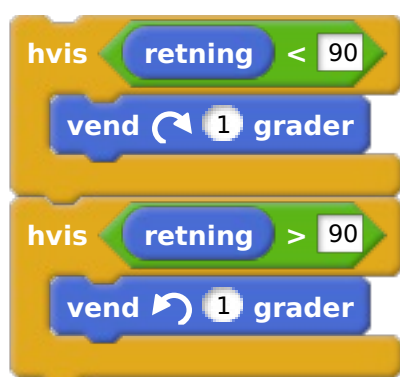 hvis retning < 90
vend 1 grader
hvis retning > 90
vend 1 grader